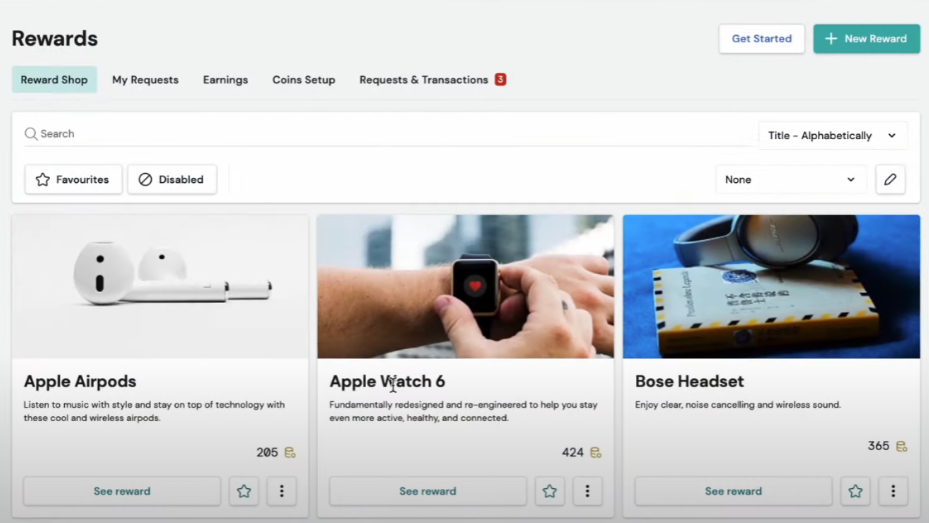 Rewards
Get Started
New Reward
Reward Shop
My Requests
Earnings
Coins Setup
Requests & Transactions 3
Search
Title - Alphabetically
Favourites
Disabled
None
Apple Airpods
Listen to music with style and stay on top of technology with
these cool and wireless airpods.
205
See reward
Apple Watch 6
Fundamentally redesigned and re-engineered to help you stay
even more active, healthy, and connected.
424
See reward
Bose Headset
Enjoy clear, noise cancelling and wireless sound.
365
See reward